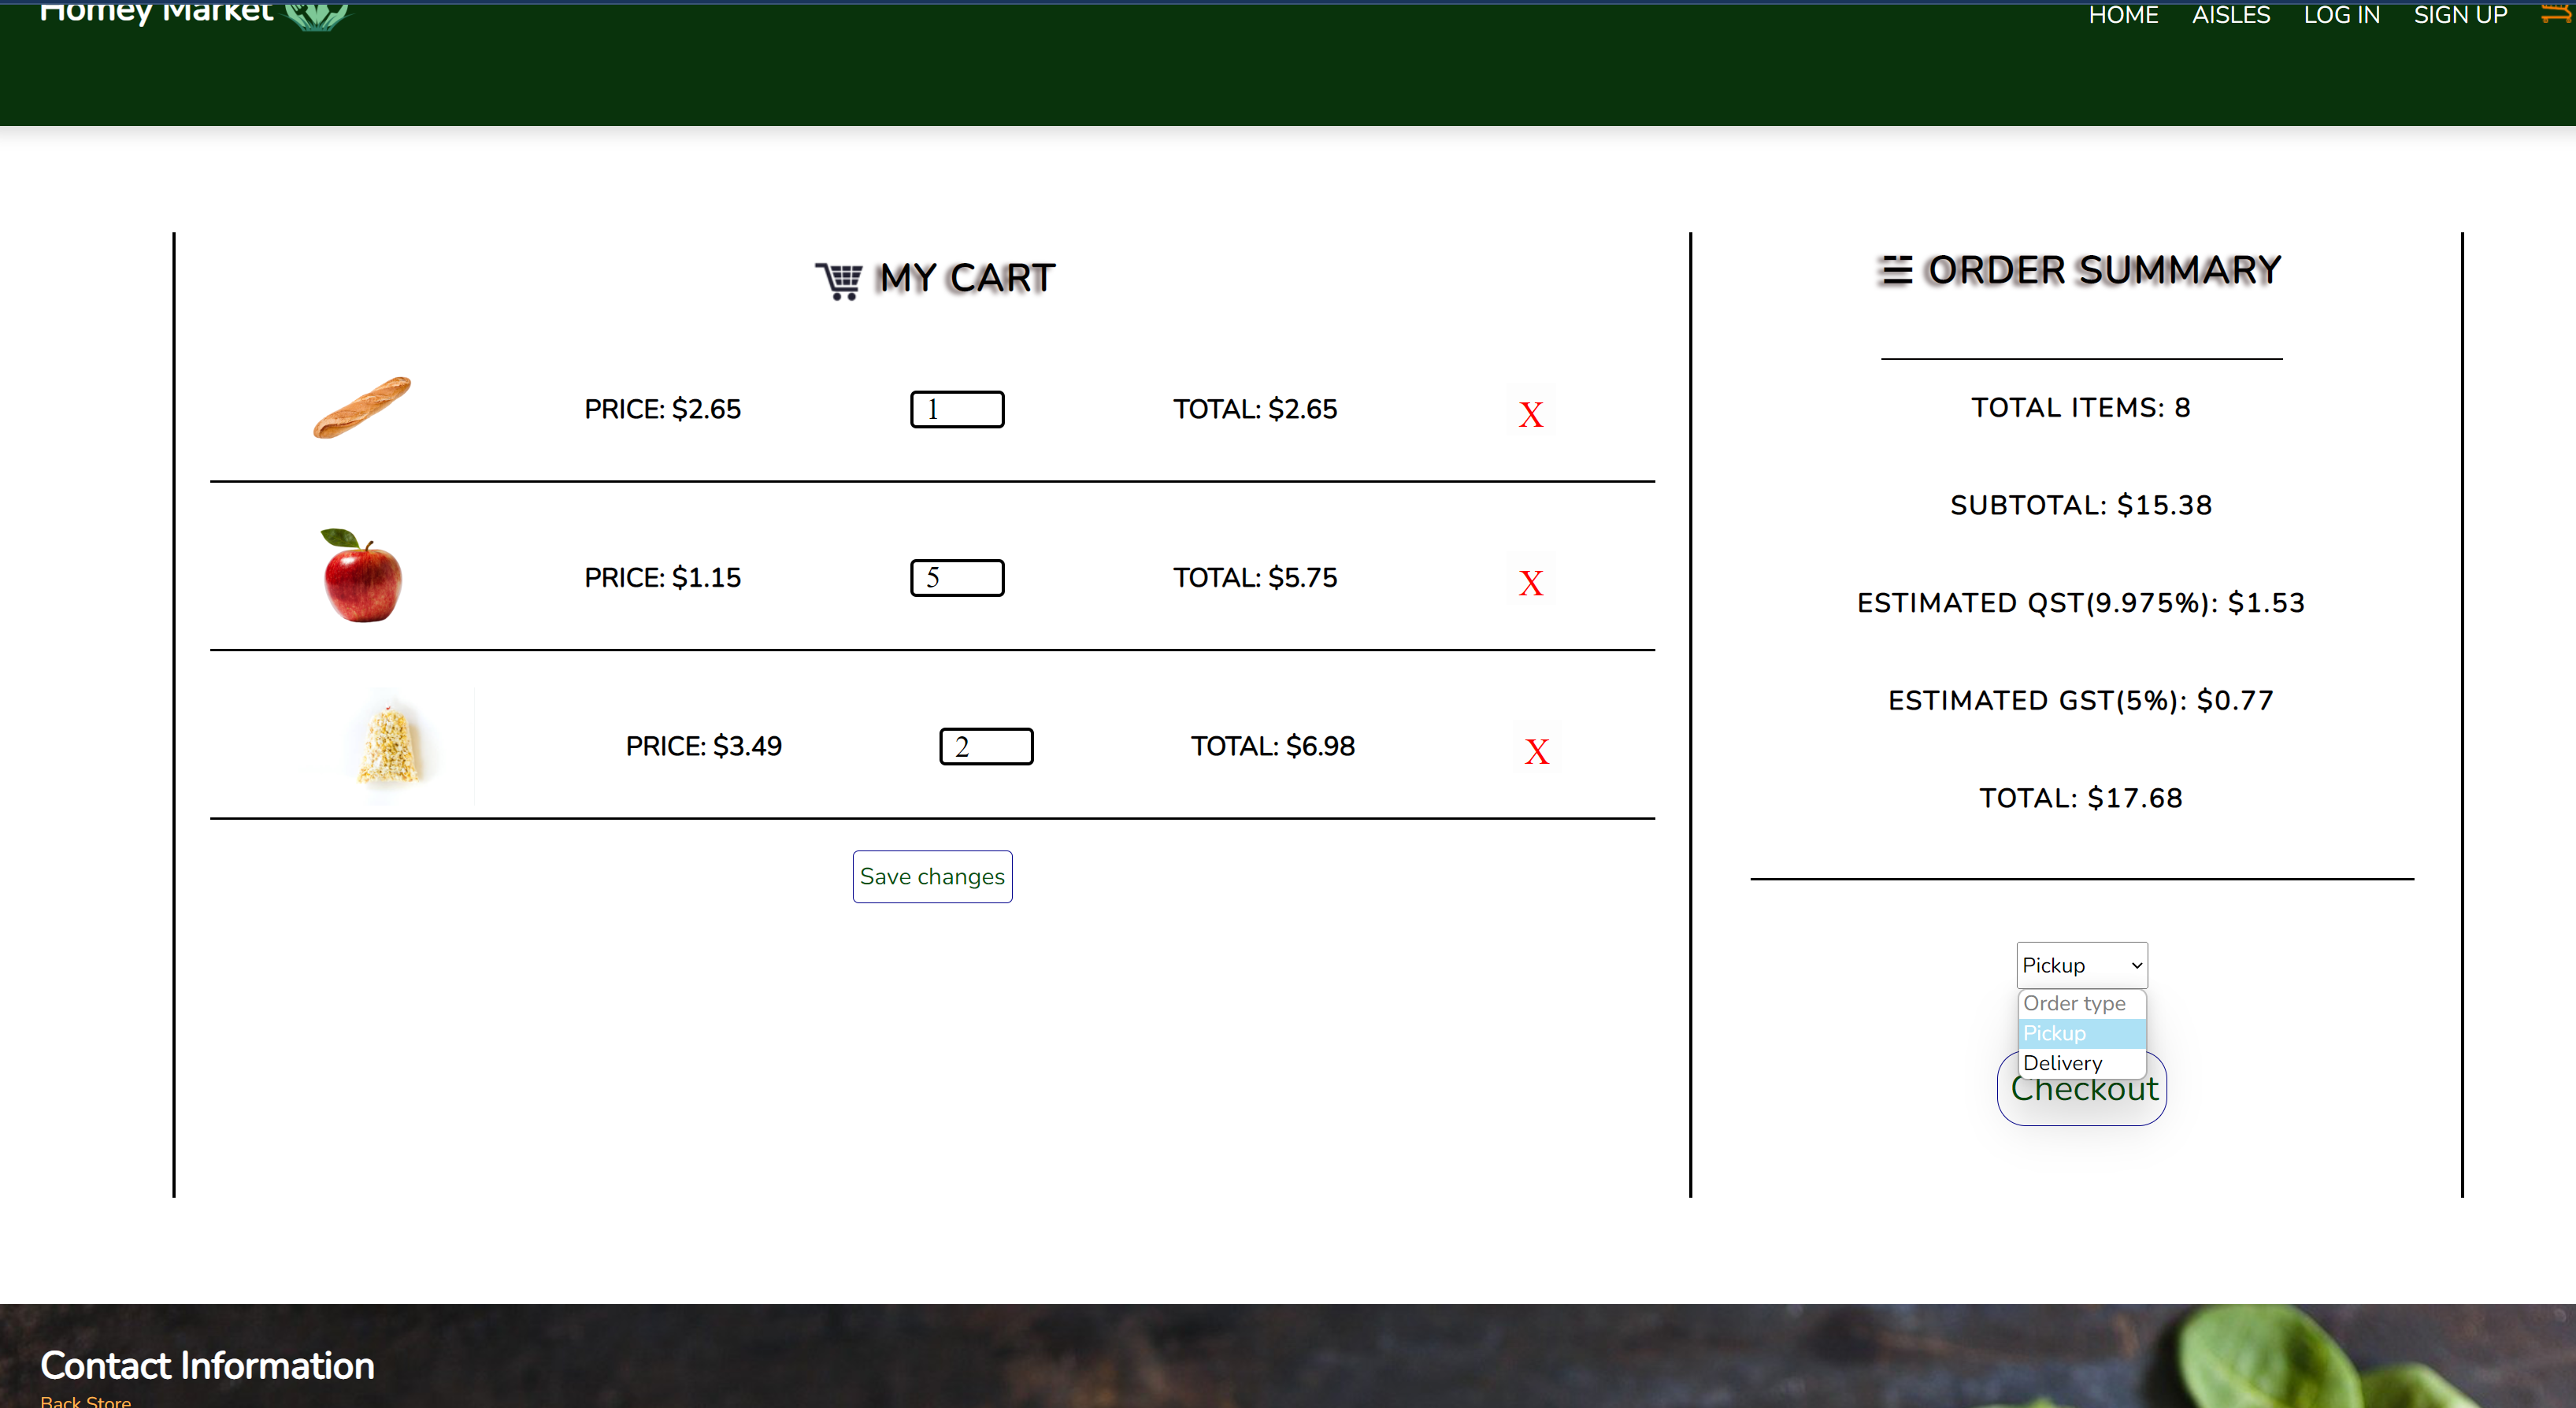 Homey Market
HOME AISLES LOG IN SIGN UP
MY CART
PRICE: $2.65 1 TOTAL: $2.65 X
PRICE: $1.15 5 TOTAL: $5.75 X
PRICE: $3.49 2 TOTAL: $6.98 X
Save changes
ORDER SUMMARY
TOTAL ITEMS: 8
SUBTOTAL: $15.38
ESTIMATED QST(9.975%): $1.53
ESTIMATED GST(5%): $0.77
TOTAL: $17.68
Pickup
Order type
Pickup
Delivery
Checkout
Contact Information
Back Store